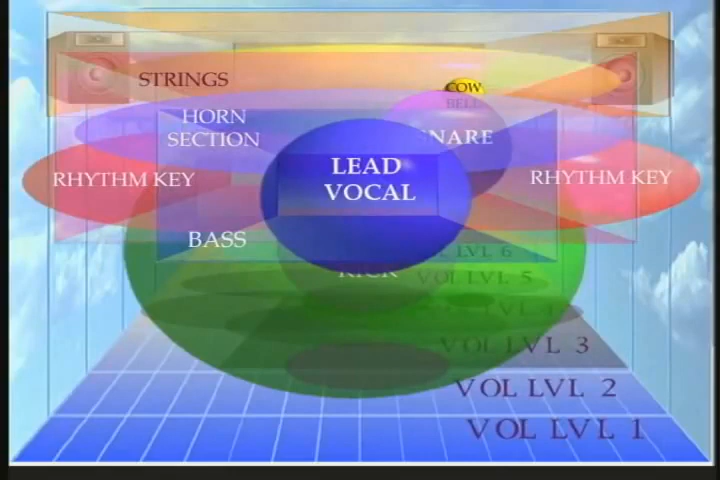 STRINGS
COW
BELL
HORN
SECTION
SNARE
LEAD
VOCAL
RHYTHM KEY
RHYTHM KEY
BASS
KICK
VOL LVL 6
VOL LVL 5
VOL LVL 3
VOL LVL 2
VOL LVL 1